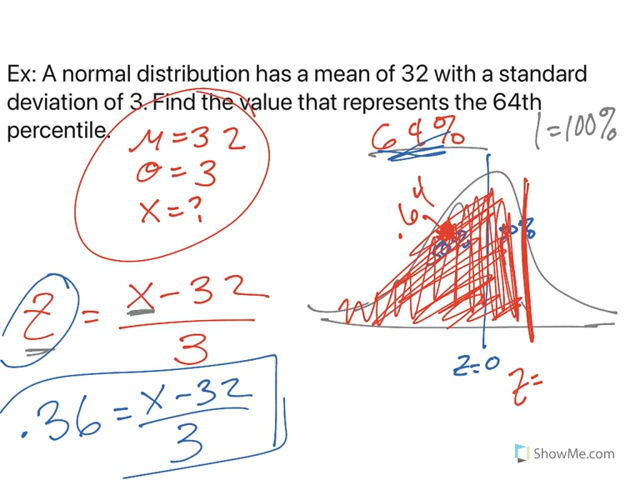 Ex: A normal distribution has a mean of 32 with a standard
deviation of 3. Find the value that represents the 64th
percentile.
μ = 32
σ = 3
x = ?
64%
1 = 100%
.64
z = x - 32 / 3
.36 = x - 32 / 3
z = 0
z =
ShowMe.com